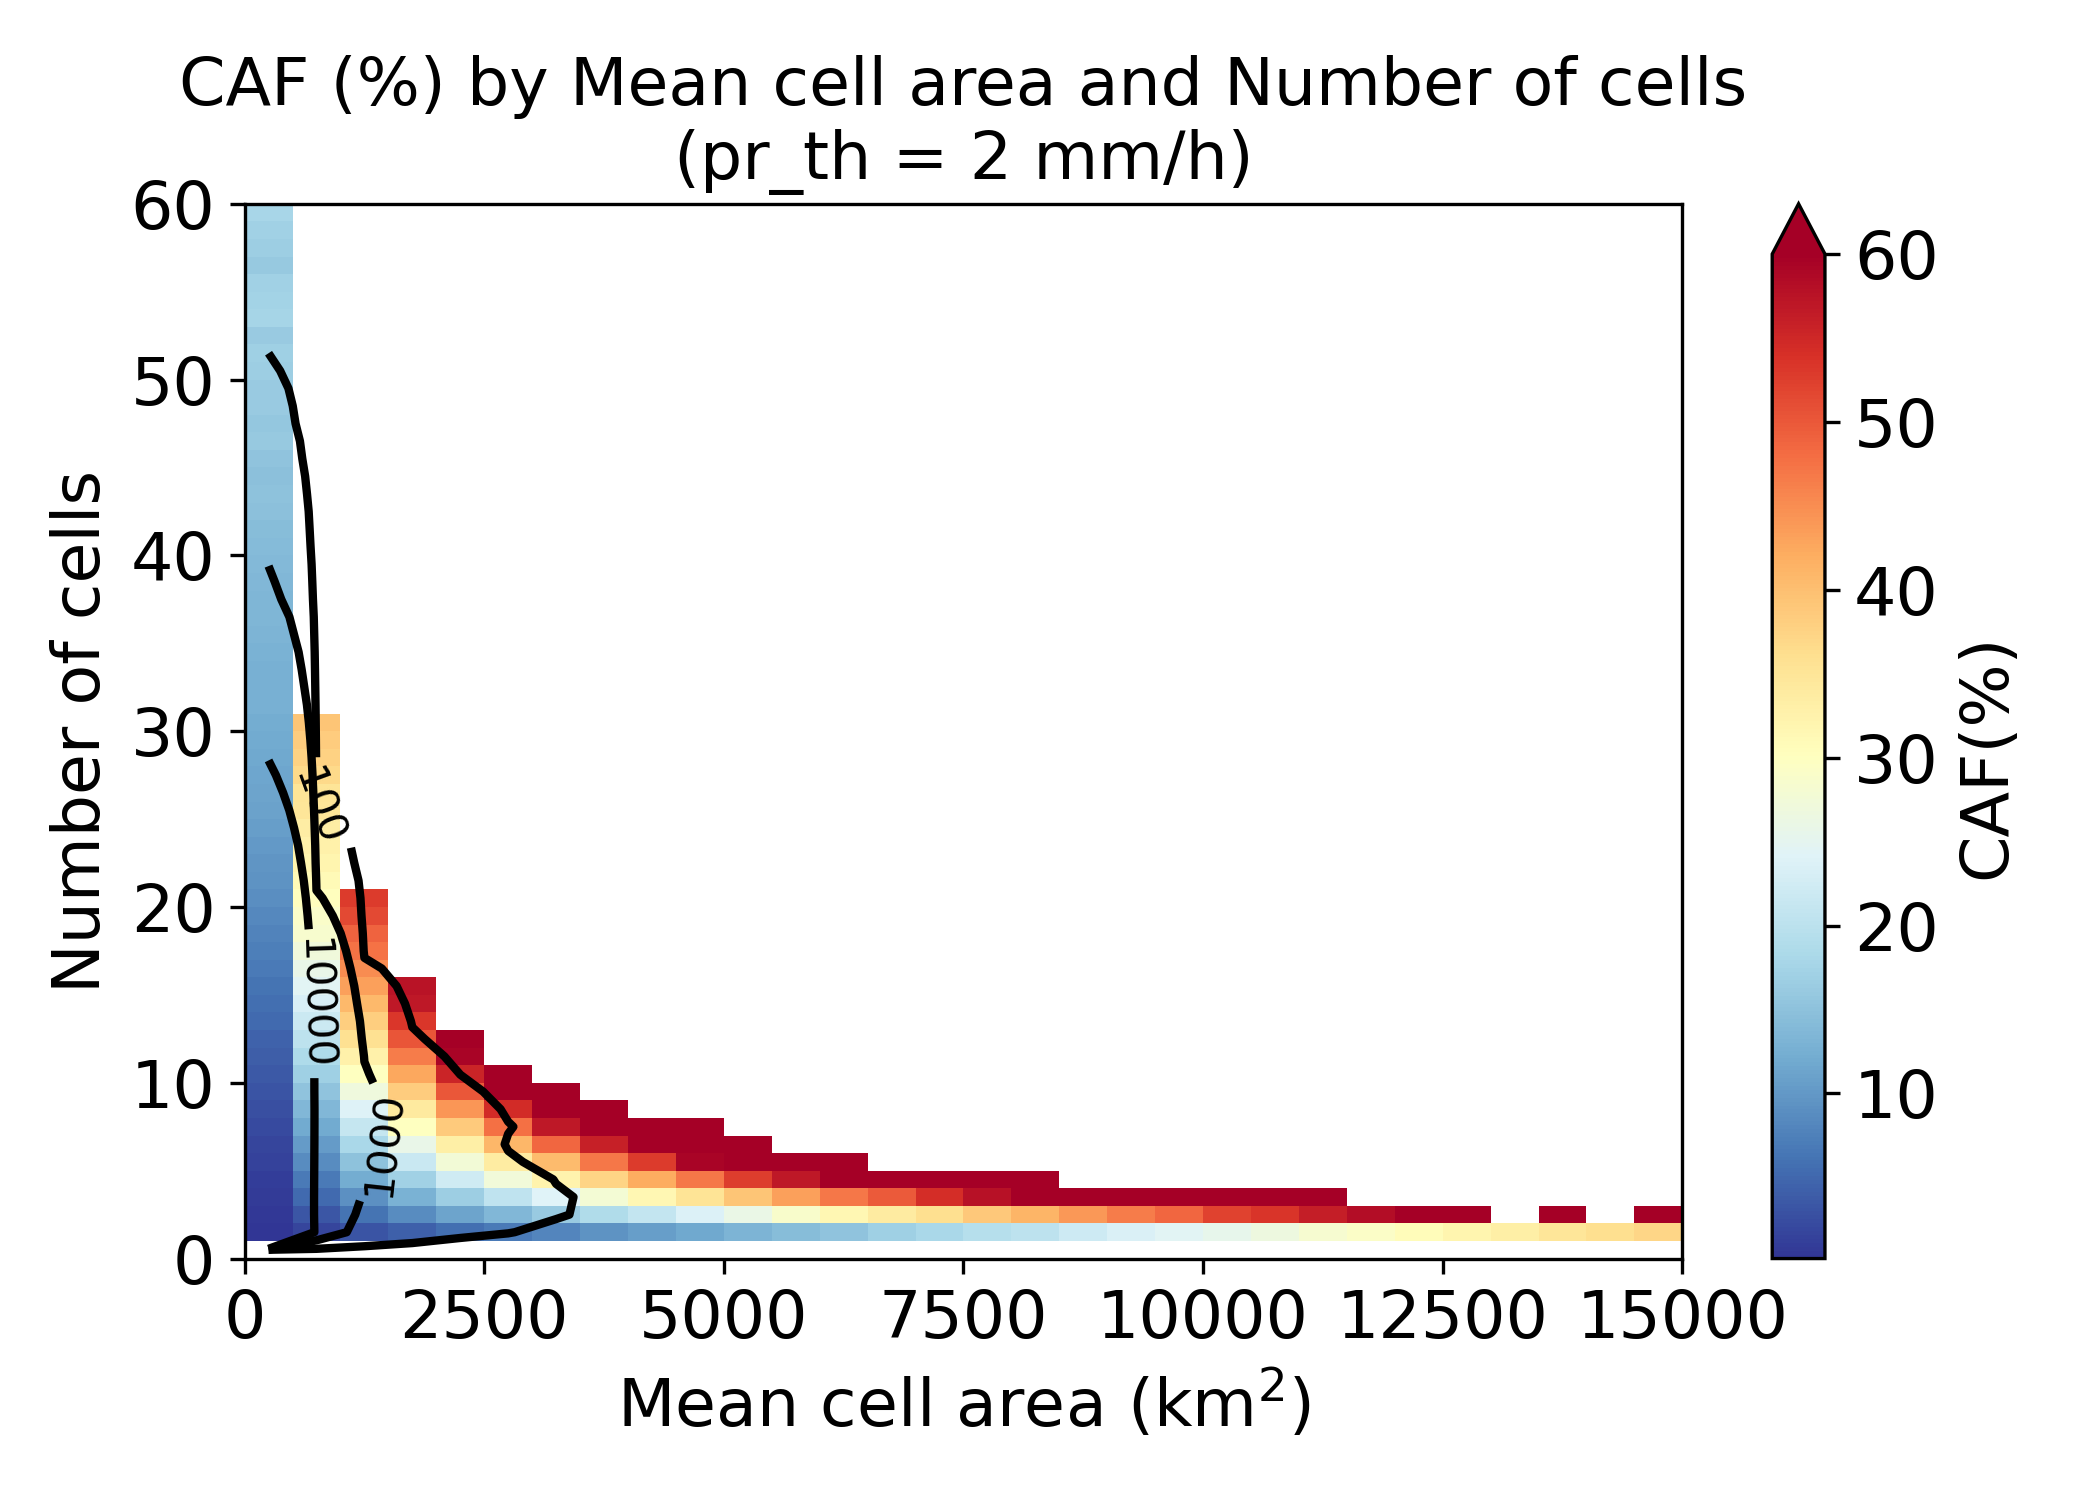 CAF (%) by Mean cell area and Number of cells
(pr_th = 2 mm/h)
60
50
40
30
20
10
0
Number of cells
100
10000
1000
0 2500 5000 7500 10000 12500 15000
Mean cell area (km²)
60
50
40
30
20
10
CAF(%)